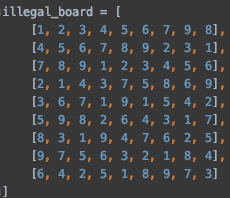 illegal_board = [
[1, 2, 3, 4, 5, 6, 7, 9, 8],
[4, 5, 6, 7, 8, 9, 2, 3, 1],
[7, 8, 9, 1, 2, 3, 4, 5, 6],
[2, 1, 4, 3, 7, 5, 8, 6, 9],
[3, 6, 7, 1, 9, 1, 5, 4, 2],
[5, 9, 8, 2, 6, 4, 3, 1, 7],
[8, 3, 1, 9, 4, 7, 6, 2, 5],
[9, 7, 5, 6, 3, 2, 1, 8, 4],
[6, 4, 2, 5, 1, 8, 9, 7, 3]
]